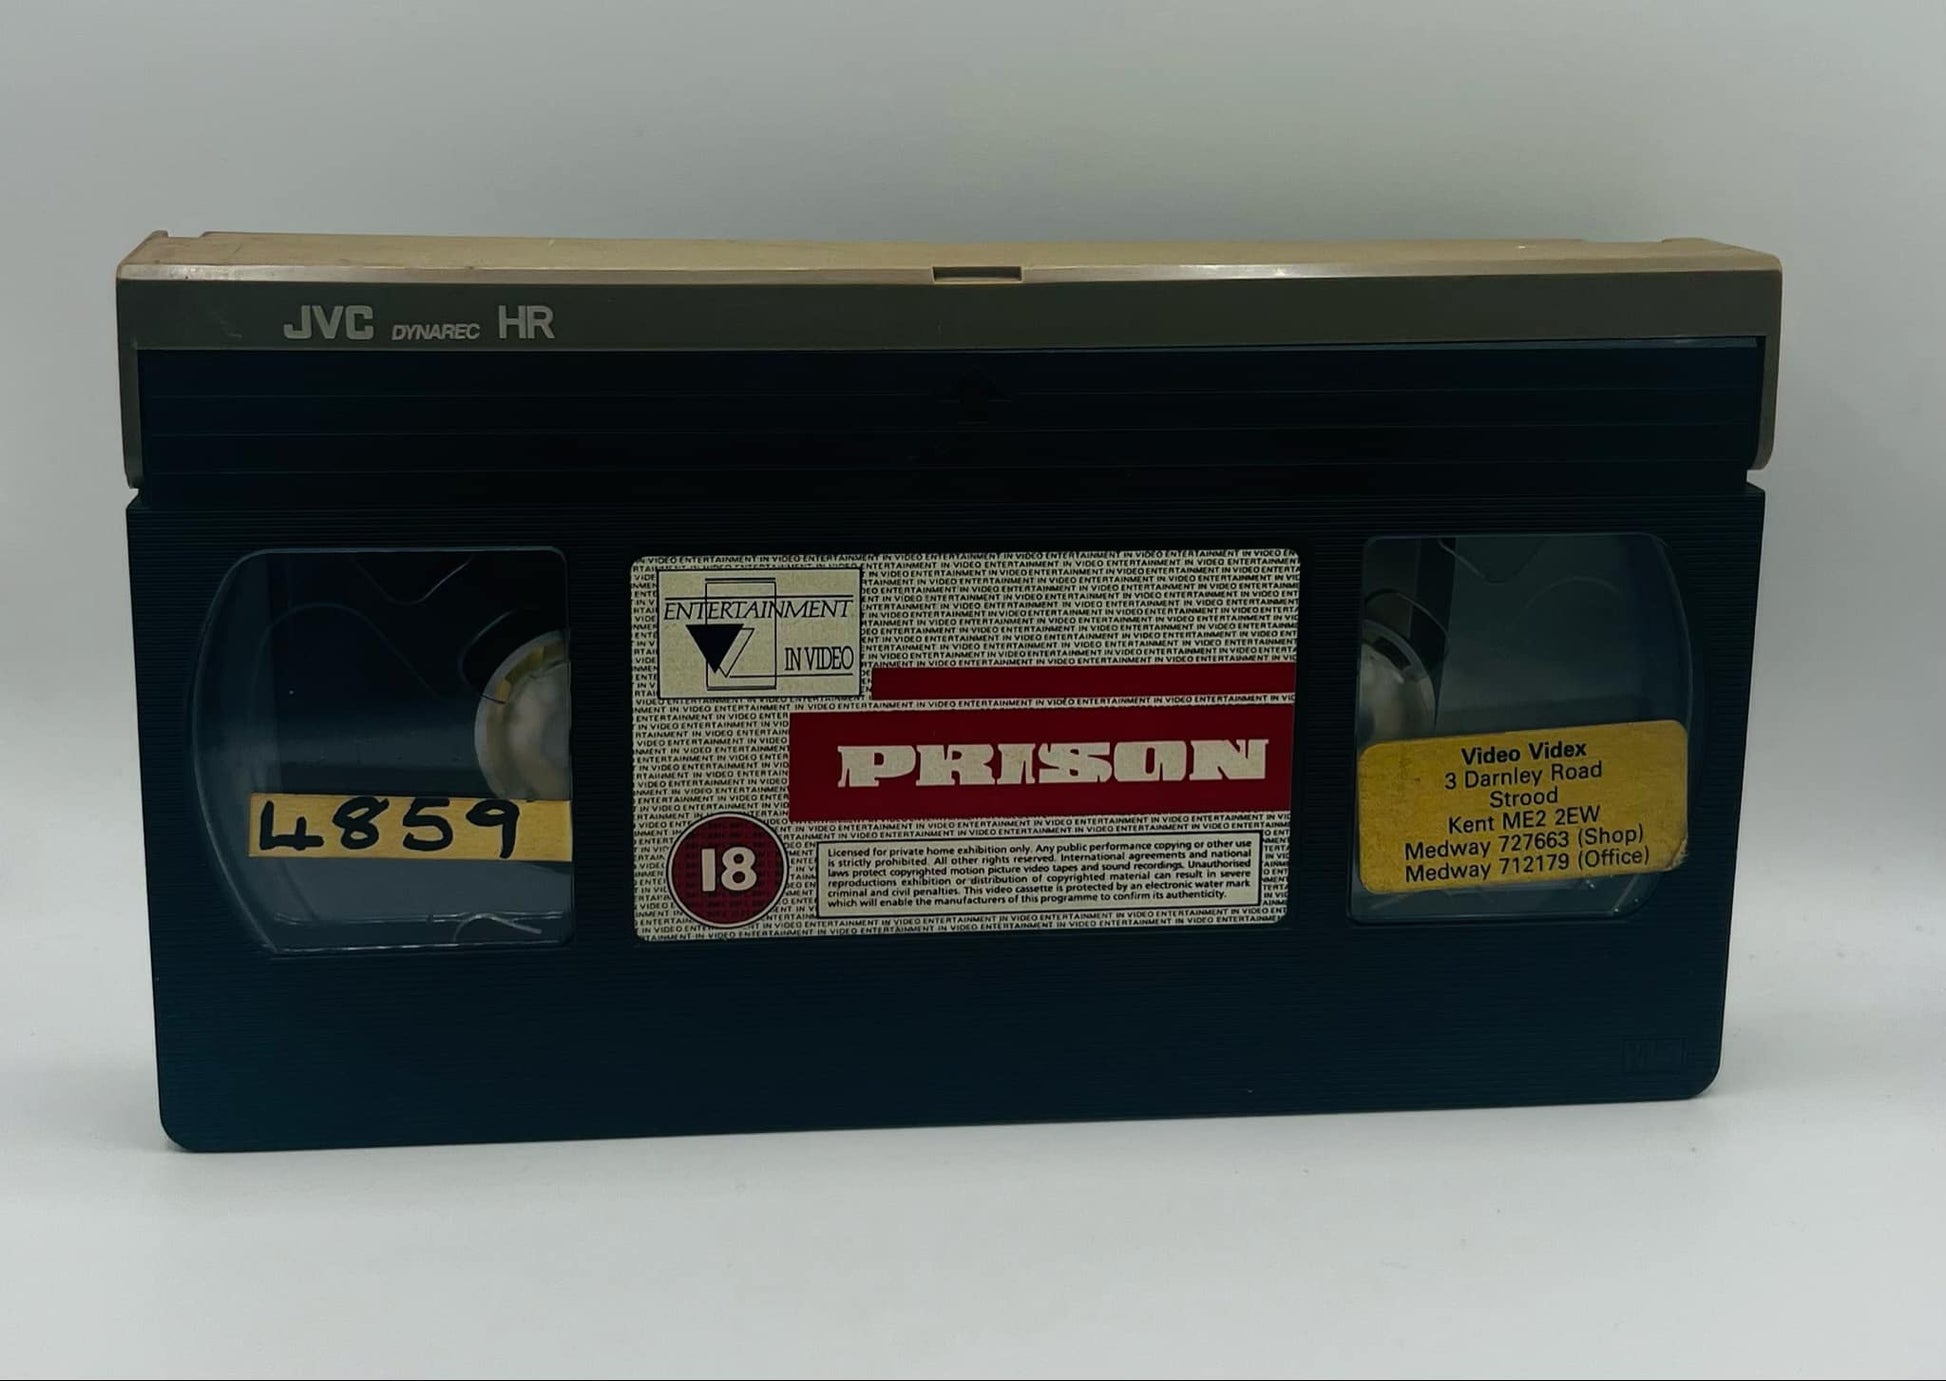 JVC DYNAREC HR
ENTERTAINMENT
IN VIDEO
PRISON
18
Licensed for private home exhibition only. Any public performance copying or other use
is strictly prohibited. All other rights reserved. International agreements and national
laws protect copyrighted motion picture video tapes and sound recordings. Unauthorised
reproductions exhibition or distribution of copyrighted material can result in severe
criminal and civil penalties. This video cassette is protected by an electronic water mark
which will enable the manufacturers of this programme to confirm its authenticity.
4859
Video Videx
3 Darnley Road
Strood
Kent ME2 2EW
Medway 727663 (Shop)
Medway 712179 (Office)
VHS